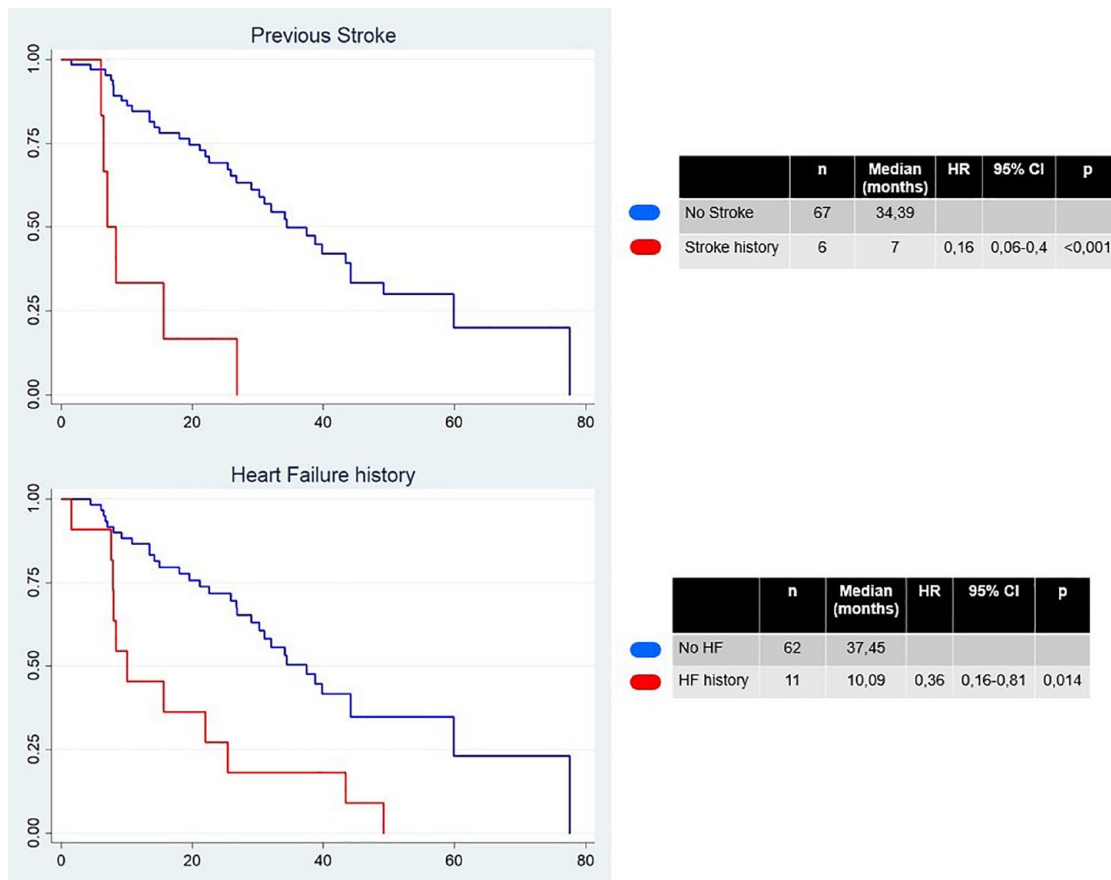 Previous Stroke
1.00
0.75
0.50
0.25
0.00
0 20 40 60 80
n Median (months) HR 95% CI p
No Stroke 67 34,39
Stroke history 6 7 0,16 0,06-0,4 <0,001
Heart Failure history
1.00
0.75
0.50
0.25
0.00
0 20 40 60 80
n Median (months) HR 95% CI p
No HF 62 37,45
HF history 11 10,09 0,36 0,16-0,81 0,014